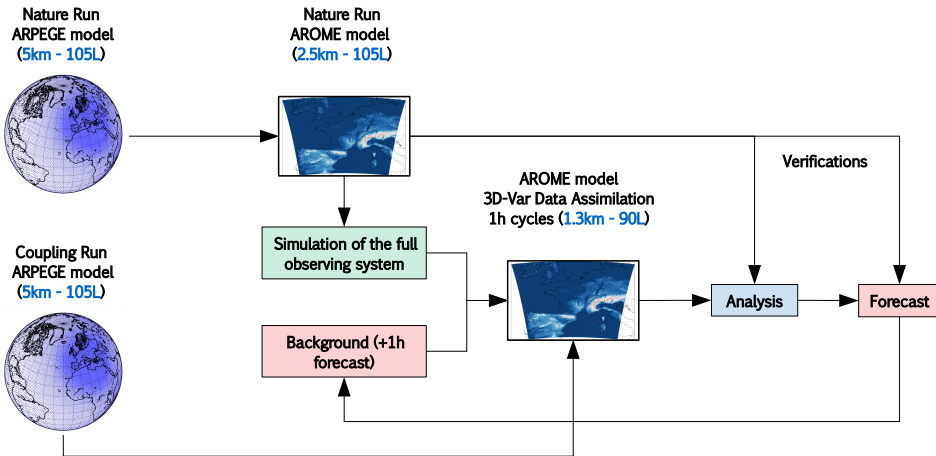 Nature Run
ARPEGE model
(5km - 105L)
Nature Run
AROME model
(2.5km - 105L)
Verifications
AROME model
3D-Var Data Assimilation
1h cycles (1.3km - 90L)
Simulation of the full
observing system
Coupling Run
ARPEGE model
(5km - 105L)
Analysis
Forecast
Background (+1h
forecast)